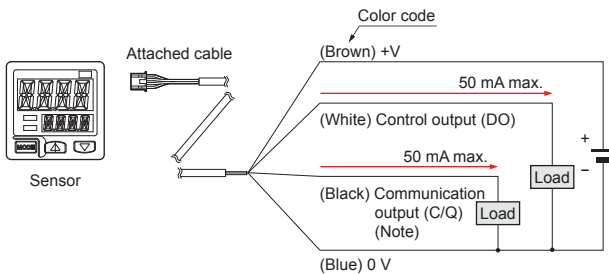 Color code
Attached cable
(Brown) +V
50 mA max.
(White) Control output (DO)
+
−
Load
50 mA max.
(Black) Communication
output (C/Q)
(Note)
Load
(Blue) 0 V
MODE
Sensor